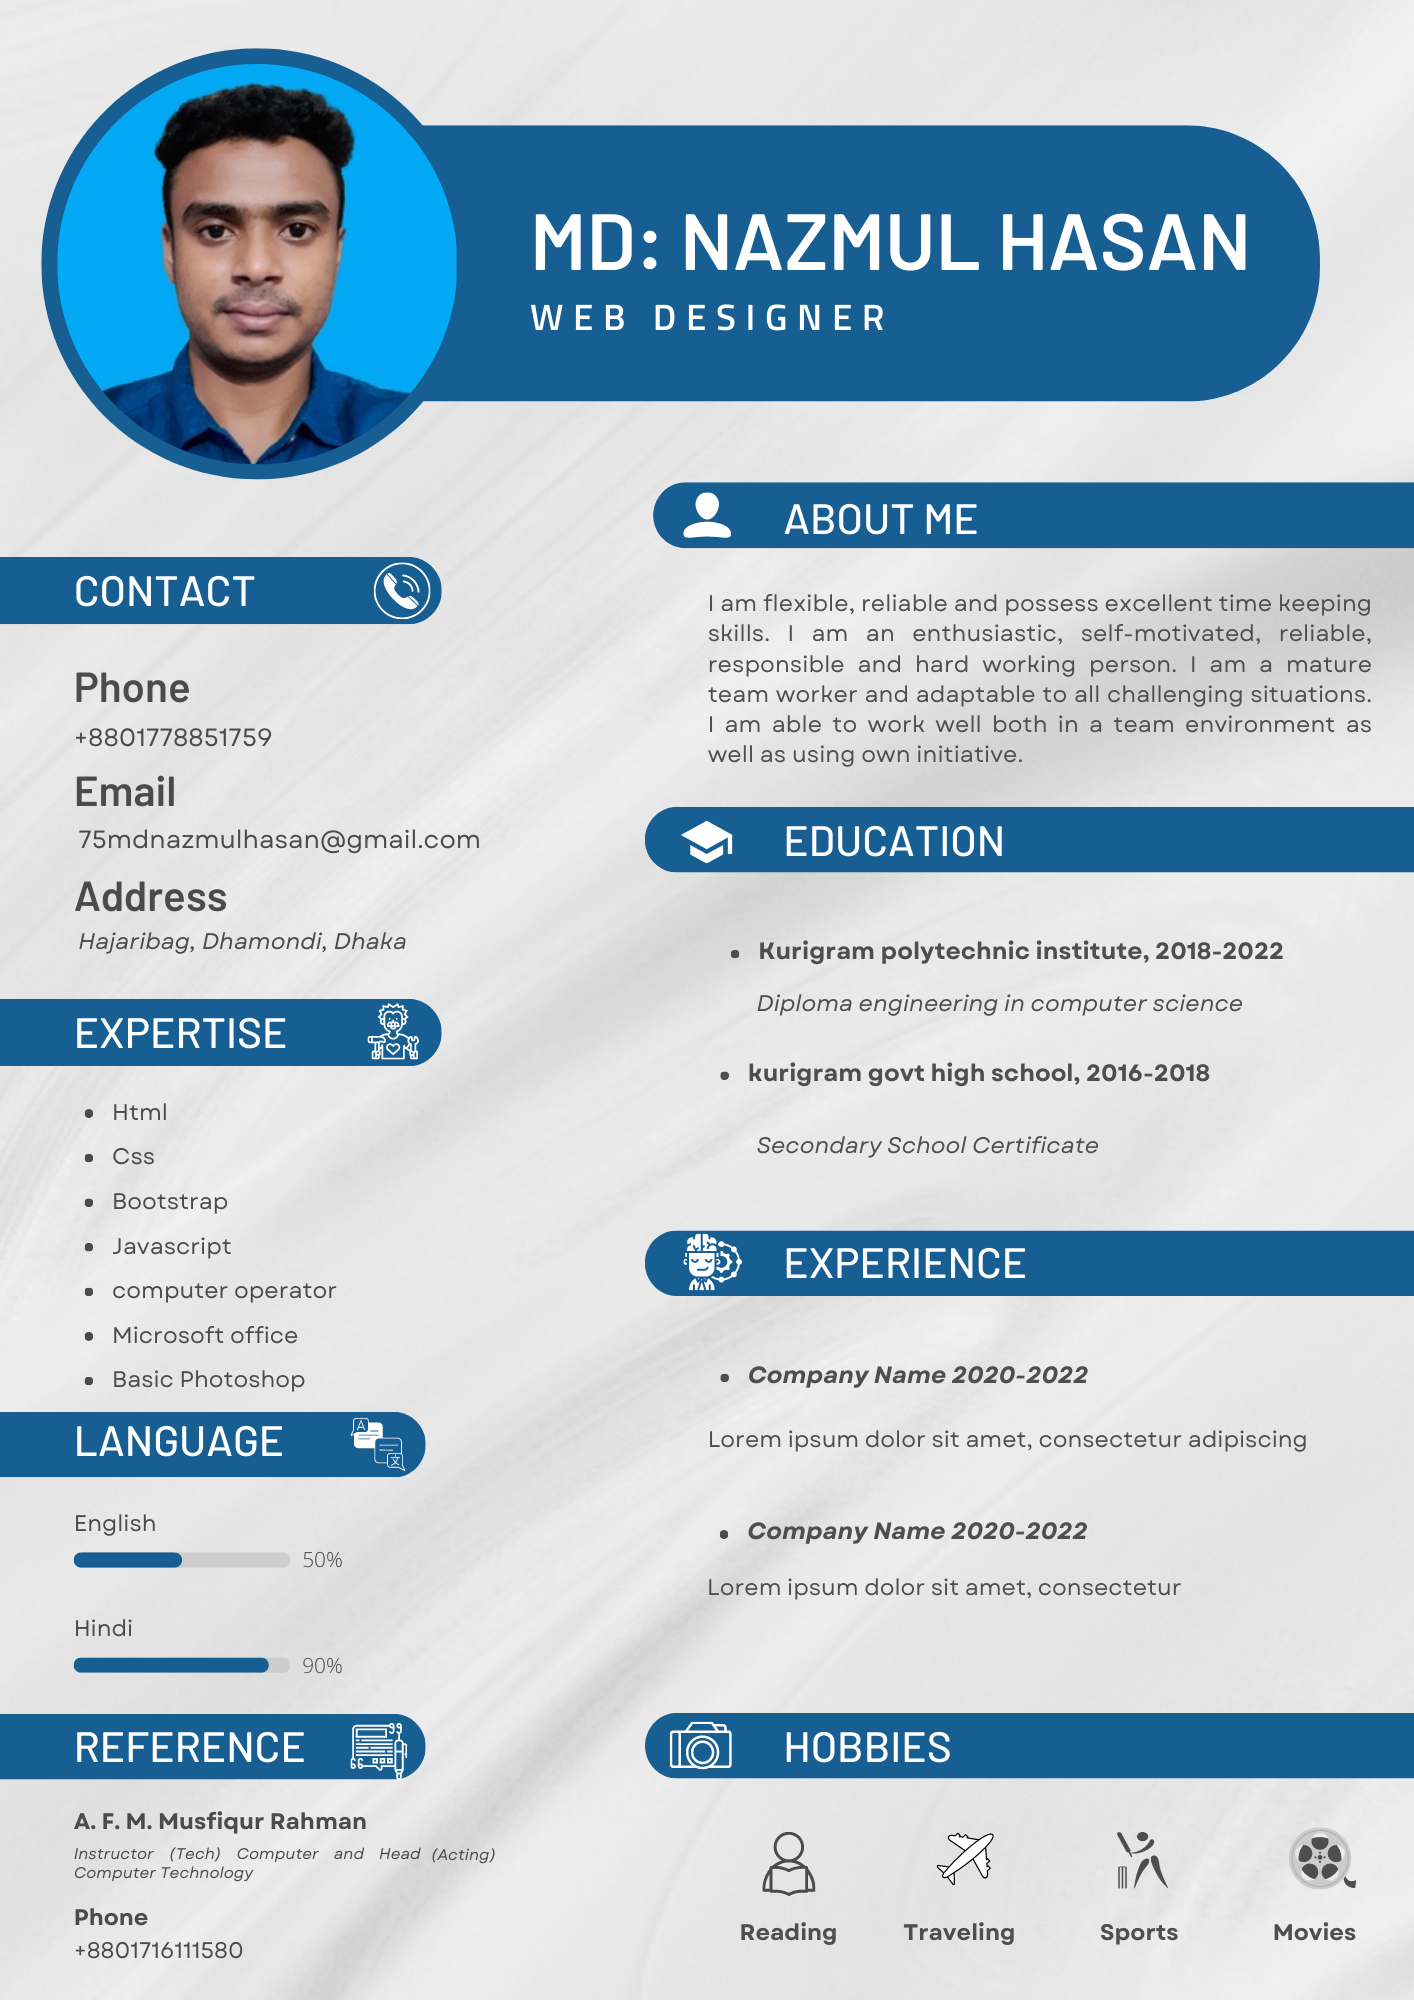 MD: NAZMUL HASAN
WEB DESIGNER
CONTACT
Phone
+8801778851759
Email
75mdnazmulhasan@gmail.com
Address
Hajaribag, Dhamondi, Dhaka
EXPERTISE
Html
Css
Bootstrap
Javascript
computer operator
Microsoft office
Basic Photoshop
LANGUAGE
A
文
English
50%
Hindi
90%
REFERENCE
A. F. M. Musfiqur Rahman
Instructor (Tech) Computer and Head (Acting)
Computer Technology
Phone
+8801716111580
ABOUT ME
I am flexible, reliable and possess excellent time keeping
skills. I am an enthusiastic, self-motivated, reliable,
responsible and hard working person. I am a mature
team worker and adaptable to all challenging situations.
I am able to work well both in a team environment as
well as using own initiative.
EDUCATION
Kurigram polytechnic institute, 2018-2022
Diploma engineering in computer science
kurigram govt high school, 2016-2018
Secondary School Certificate
EXPERIENCE
Company Name 2020-2022
Lorem ipsum dolor sit amet, consectetur adipiscing
Company Name 2020-2022
Lorem ipsum dolor sit amet, consectetur
HOBBIES
Reading
Traveling
Sports
Movies